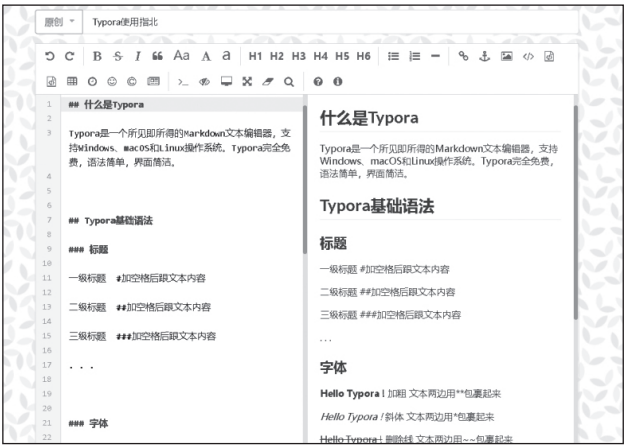 原创 Typora使用指北
B S I Aa A a H1 H2 H3 H4 H5 H6
1 ## 什么是Typora
2
3 Typora是一个所见即所得的Markdown文本编辑器,支
持Windows、macOS和Linux操作系统。Typora完全免
费,语法简单,界面简洁。
4
5
6
7 ## Typora基础语法
8
9 ### 标题
10
11 一级标题 #加空格后跟文本内容
12
13 二级标题 ##加空格后跟文本内容
14
15 三级标题 ###加空格后跟文本内容
16
17 . . .
18
19
20
21 ### 字体
22
什么是Typora
Typora是一个所见即所得的Markdown文本编辑器,支持
Windows、macOS和Linux操作系统。Typora完全免费,
语法简单,界面简洁。
Typora基础语法
标题
一级标题 #加空格后跟文本内容
二级标题 ##加空格后跟文本内容
三级标题 ###加空格后跟文本内容
. . .
字体
Hello Typora ! 加粗 文本两边用**包裹起来
Hello Typora ! 斜体 文本两边用*包裹起来
Hello Typora ! 删除线 文本两边用~~包裹起来